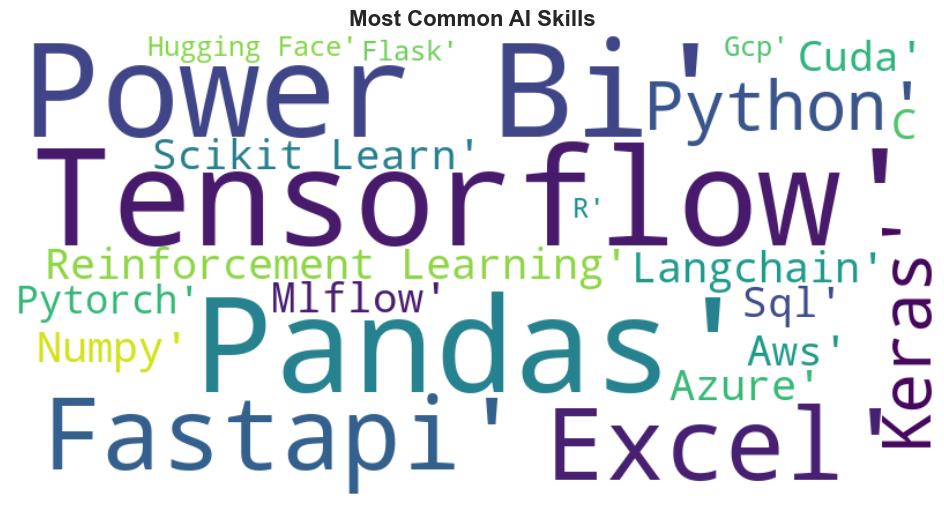 Most Common AI Skills
Hugging Face'
Flask'
Gcp'
Cuda'
Power Bi'
Python'
C
Scikit Learn'
Tensorflow'
R'
Reinforcement Learning'
Langchain'
Pytorch'
Mlflow'
Sql'
Keras'
Numpy'
Pandas'
Aws'
Azure'
Fastapi'
Excel'